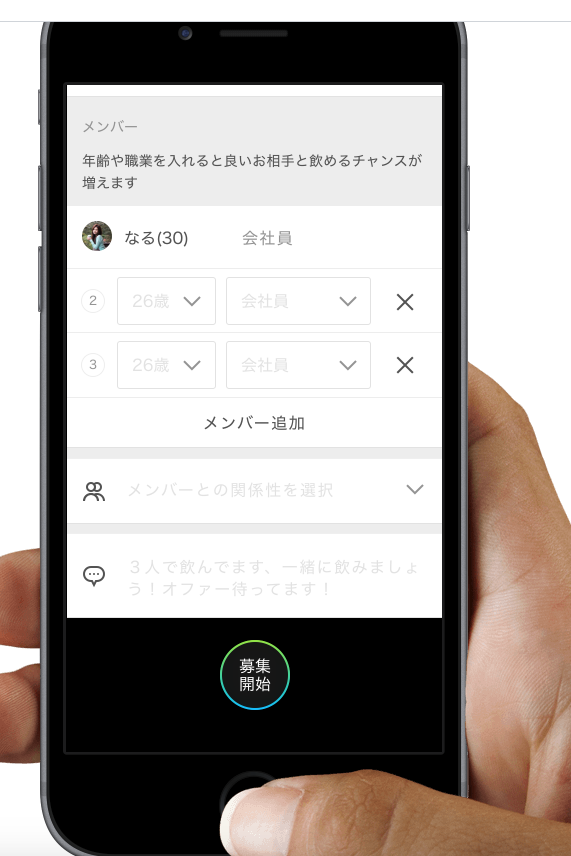 メンバー
年齢や職業を入れると良いお相手と飲めるチャンスが
増えます
なる(30) 会社員
2 26歳 会社員
3 26歳 会社員
メンバー追加
メンバーとの関係性を選択
3人で飲んでます、一緒に飲みましょ
う！オファー待ってます！
募集
開始